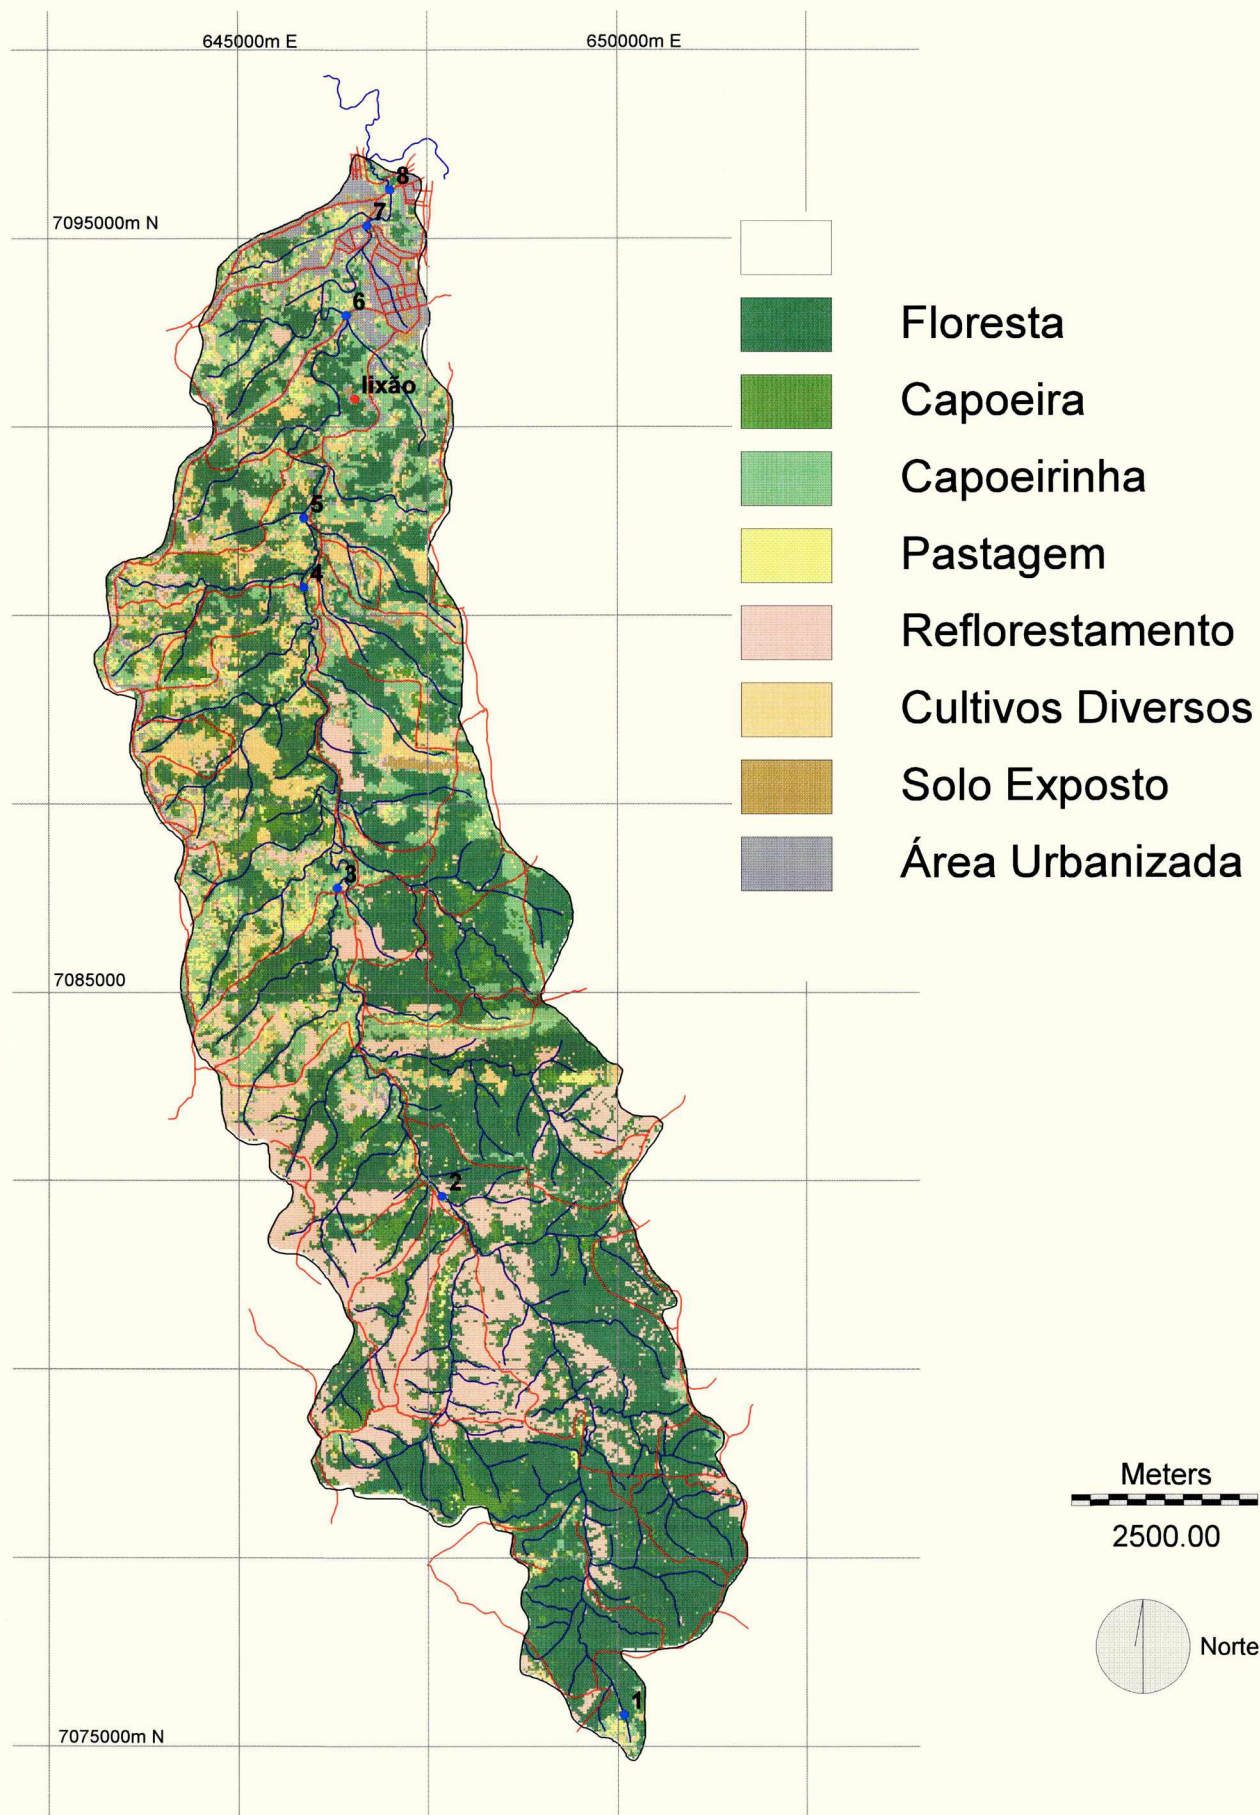 645000m E
650000m E
8
7095000m N
7
6
lixão
5
4
3
7085000
2
1
7075000m N
Floresta
Capoeira
Capoeirinha
Pastagem
Reflorestamento
Cultivos Diversos
Solo Exposto
Área Urbanizada
Meters
2500.00
Norte